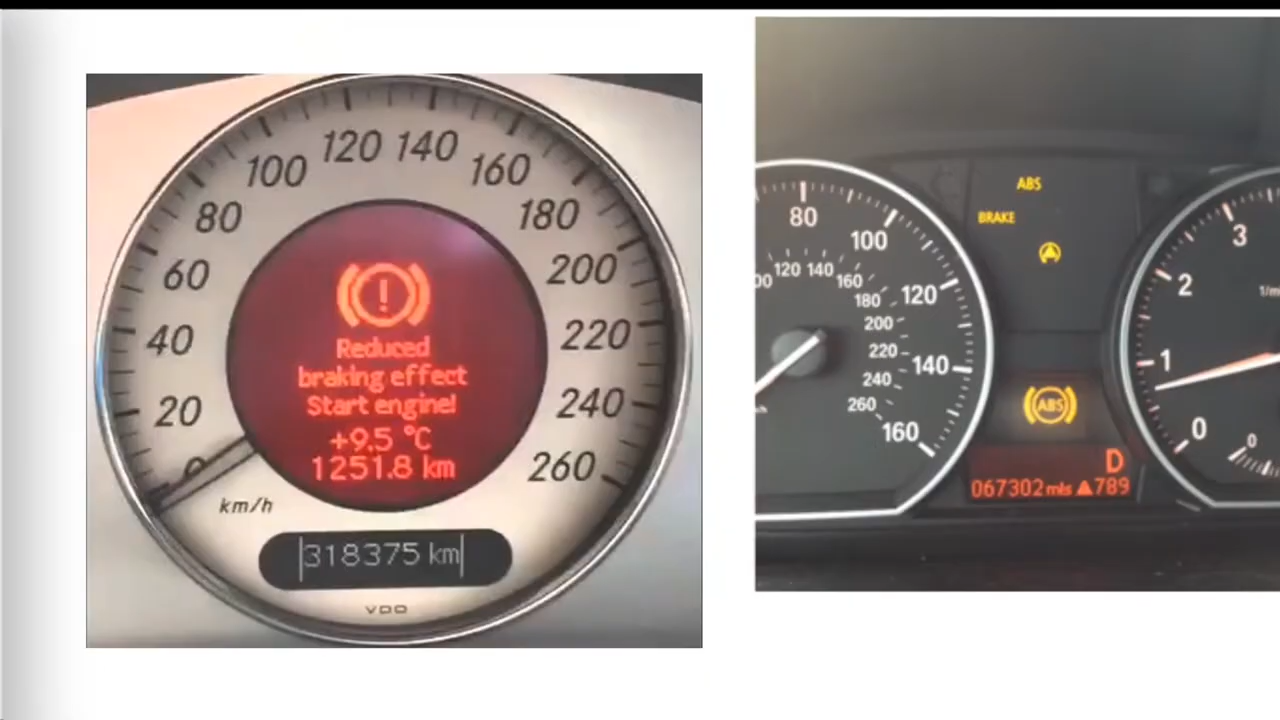 120 140
100 160
80 180
60 200
40 220
20 240
0 260
km/h
!
Reduced
braking effect
Start engine!
+9.5 °C
1251.8 km
318375 km
VDO
ABS
BRAKE
80
100
120
140
160
120 140
160
180
200
220
240
260
ABS
D
067302 mls ▲789
3
2
1
0
0